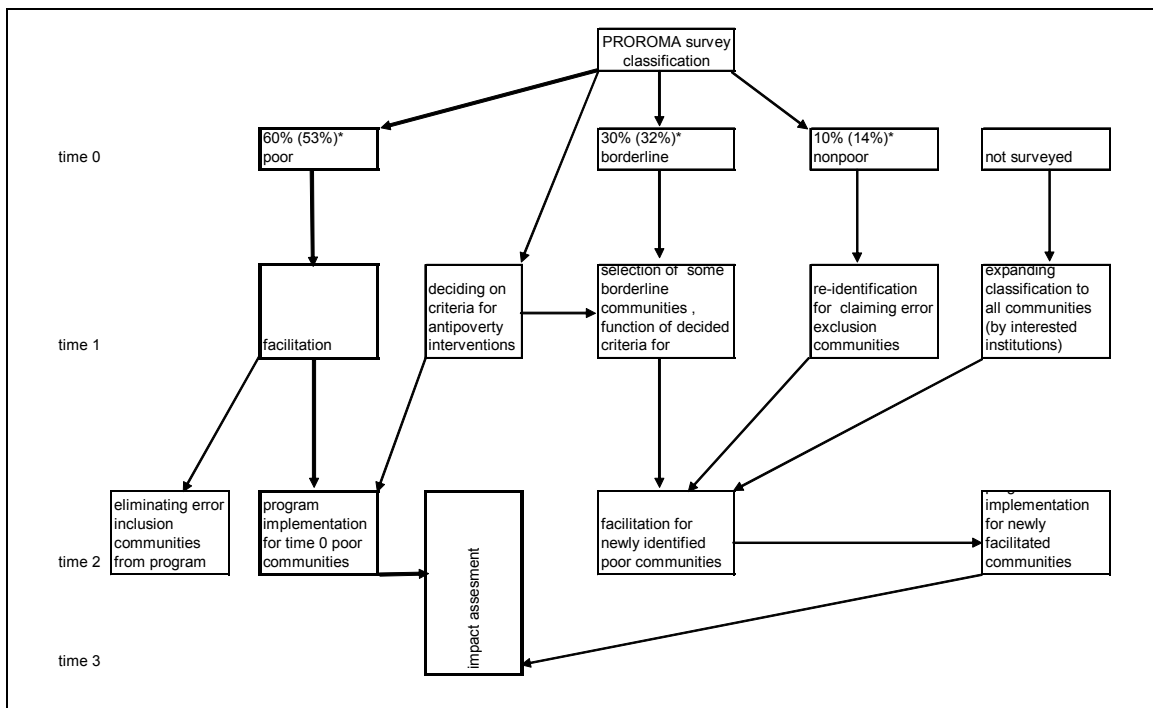 PROROMA survey
classification
time 0
60% (53%)*
poor
30% (32%)*
borderline
10% (14%)*
nonpoor
not surveyed
time 1
facilitation
deciding on
criteria for
antipoverty
interventions
selection of some
borderline
communities ,
function of decided
criteria for
re-identification
for claiming error
exclusion
communities
expanding
classification to
all communities
(by interested
institutions)
time 2
eliminating error
inclusion
communities
from program
program
implementation
for time 0 poor
communities
impact assesment
facilitation for
newly identified
poor communities
implementation
for newly
facilitated
communities
time 3